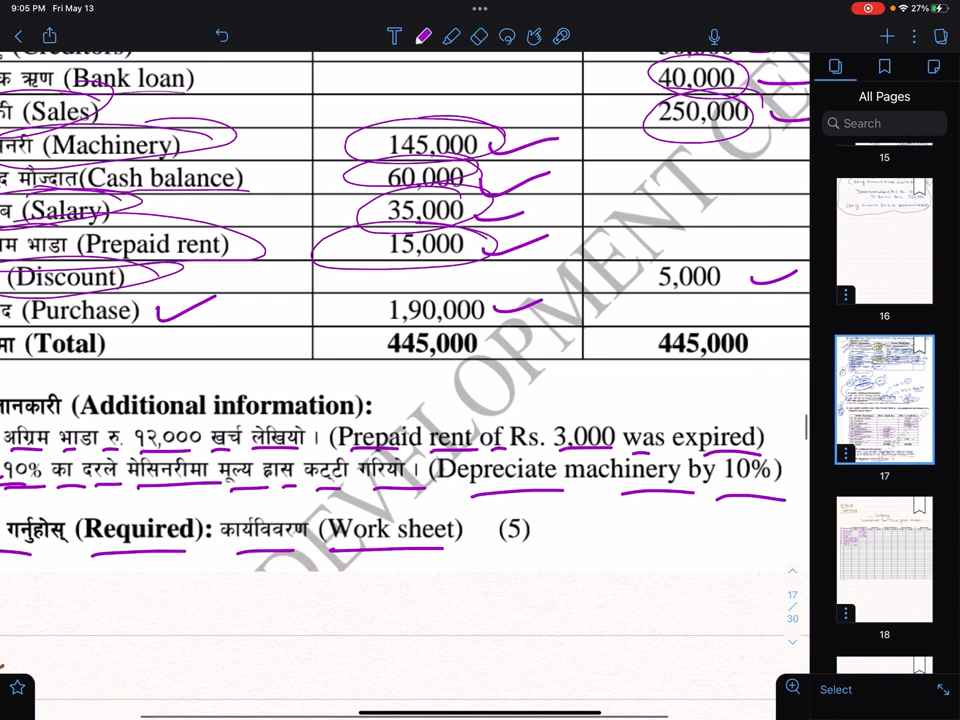 9:05 PM Fri May 13
27%
All Pages
Search
15
16
17
18
Select
17
/
30
क ऋण (Bank loan) 40,000
की (Sales) 250,000
सनरी (Machinery) 145,000
द मौज्दात(Cash balance) 60,000
ब (Salary) 35,000
म भाडा (Prepaid rent) 15,000
(Discount) 5,000
द (Purchase) 1,90,000
मा (Total) 445,000 445,000
जानकारी (Additional information):
अग्रिम भाडा रु. १२,००० खर्च लेखियो । (Prepaid rent of Rs. 3,000 was expired)
१०% का दरले मेसिनरीमा मूल्य ह्रास कट्टी गरियो । (Depreciate machinery by 10%)
गर्नुहोस् (Required): कार्यविवरण (Work sheet) (5)
DEVELOPMENT CE